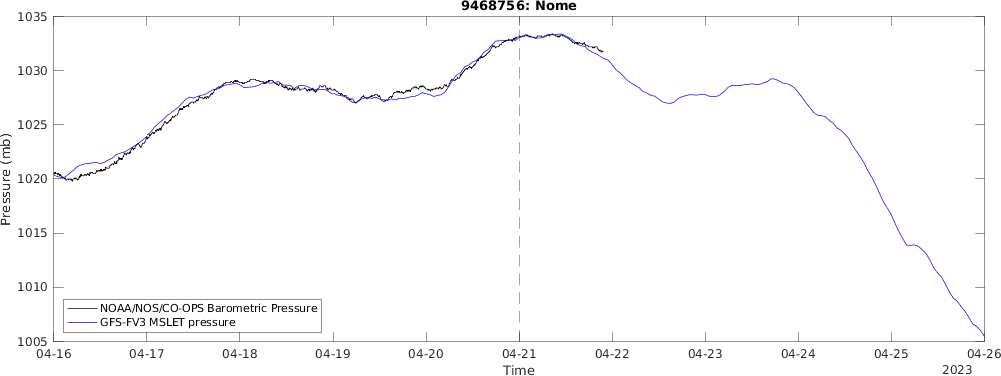 9468756: Nome
1035
1030
1025
1020
1015
1010
1005
Pressure (mb)
NOAA/NOS/CO-OPS Barometric Pressure
GFS-FV3 MSLET pressure
04-16 04-17 04-18 04-19 04-20 04-21 04-22 04-23 04-24 04-25 04-26
Time
2023